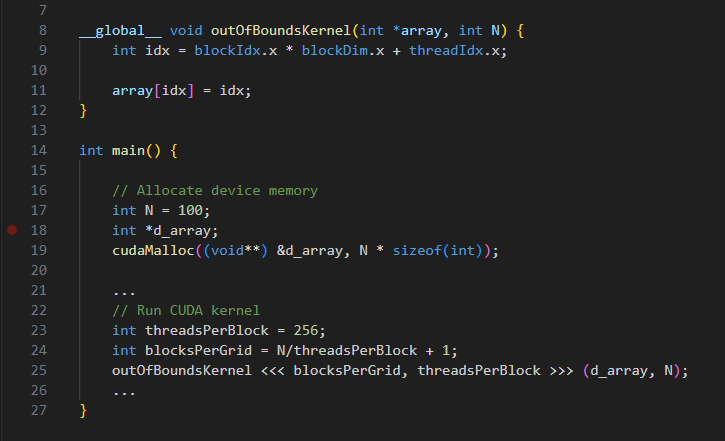 7
8 __global__ void outOfBoundsKernel(int *array, int N) {
9     int idx = blockIdx.x * blockDim.x + threadIdx.x;
10
11     array[idx] = idx;
12 }
13
14 int main() {
15
16     // Allocate device memory
17     int N = 100;
18     int *d_array;
19     cudaMalloc((void**) &d_array, N * sizeof(int));
20
21     ...
22     // Run CUDA kernel
23     int threadsPerBlock = 256;
24     int blocksPerGrid = N/threadsPerBlock + 1;
25     outOfBoundsKernel <<< blocksPerGrid, threadsPerBlock >>> (d_array, N);
26     ...
27 }